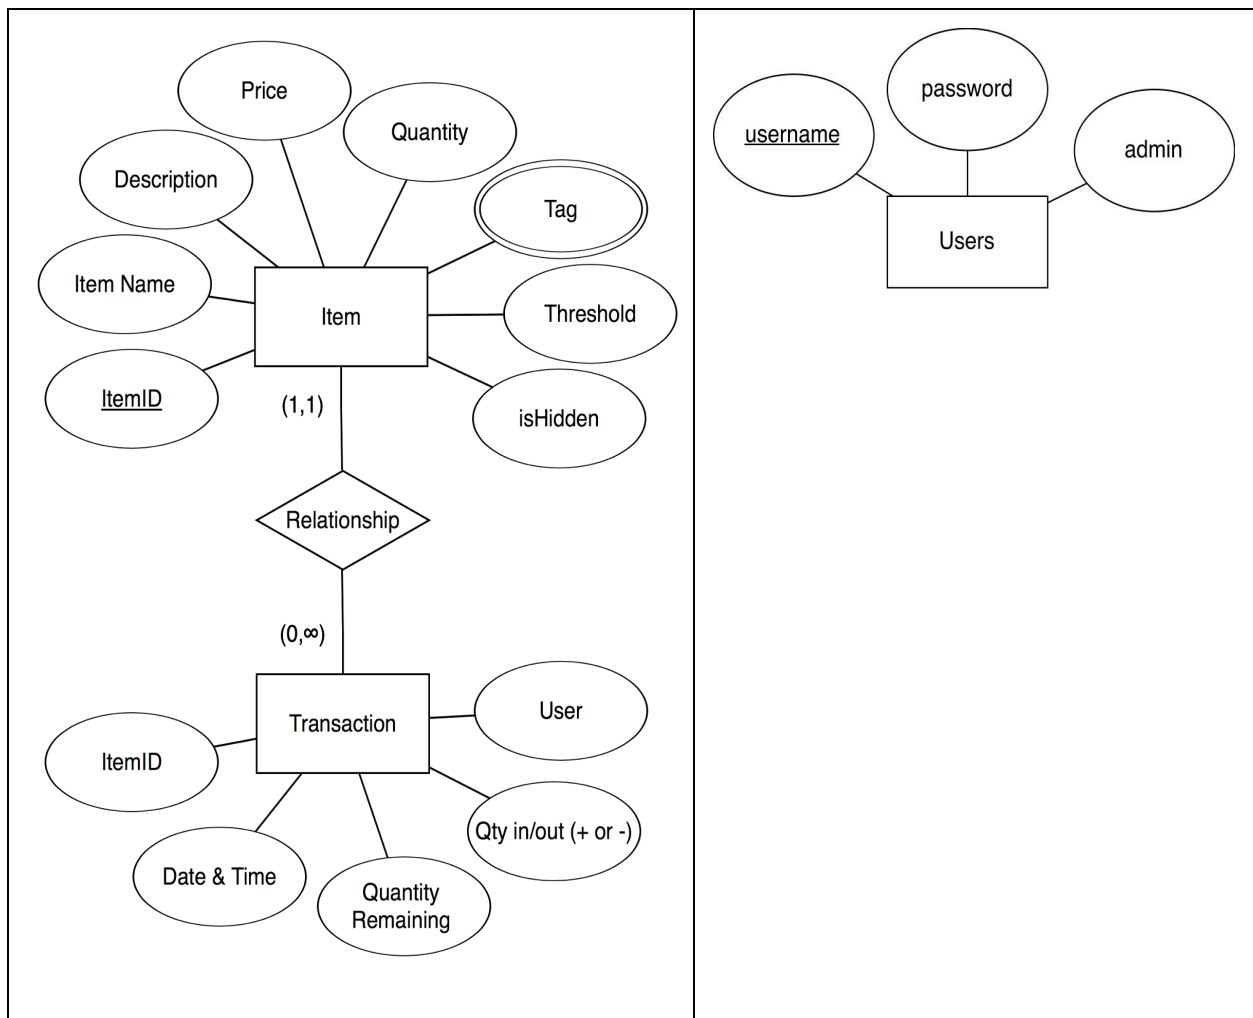 Price
Quantity
Description
Tag
Item Name
Item
Threshold
ItemID
(1,1)
isHidden
Relationship
(0,∞)
Transaction
User
ItemID
Qty in/out (+ or -)
Date & Time
Quantity
Remaining
password
username
admin
Users